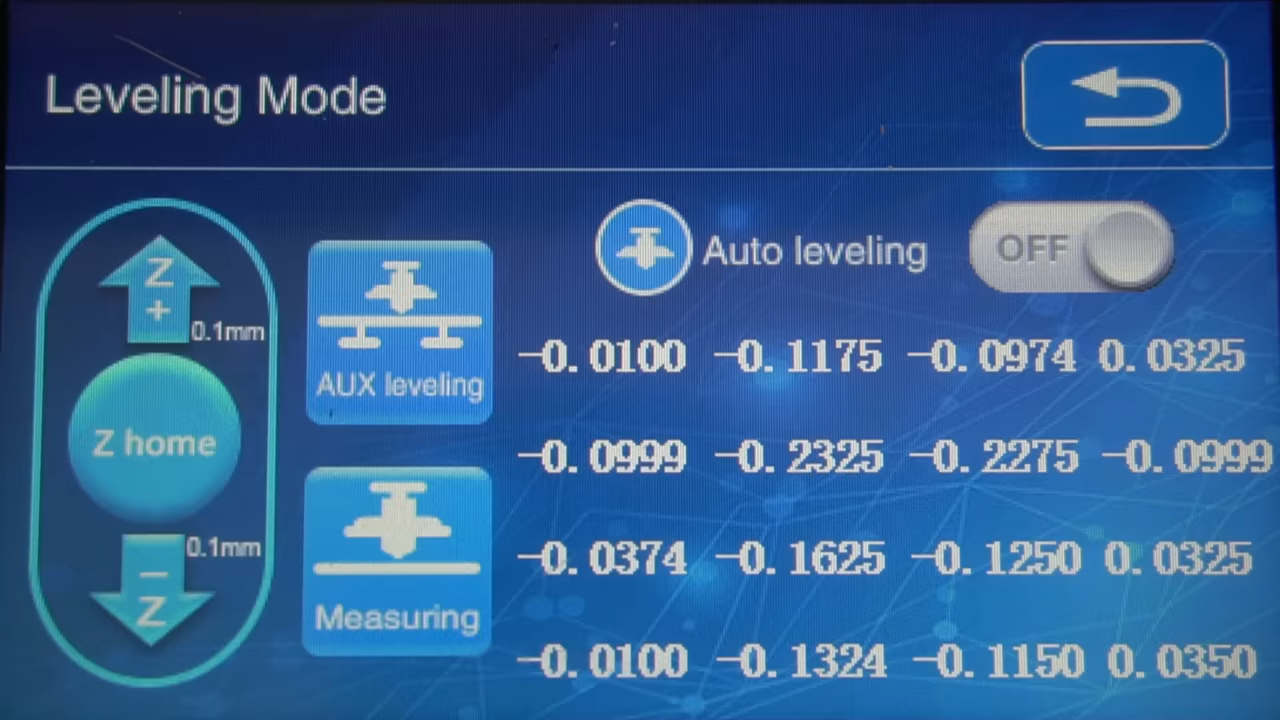 Leveling Mode
Z
+
0.1mm
Z home
0.1mm
−
Z
AUX leveling
Measuring
Auto leveling OFF
-0.0100 -0.1175 -0.0974 0.0325
-0.0999 -0.2325 -0.2275 -0.0999
-0.0374 -0.1625 -0.1250 0.0325
-0.0100 -0.1324 -0.1150 0.0350